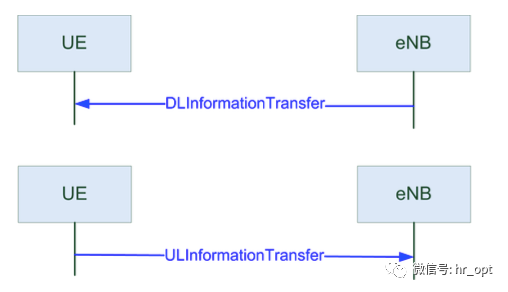 UE
eNB
DLInformationTransfer
UE
eNB
ULInformationTransfer
微信号: hr_opt